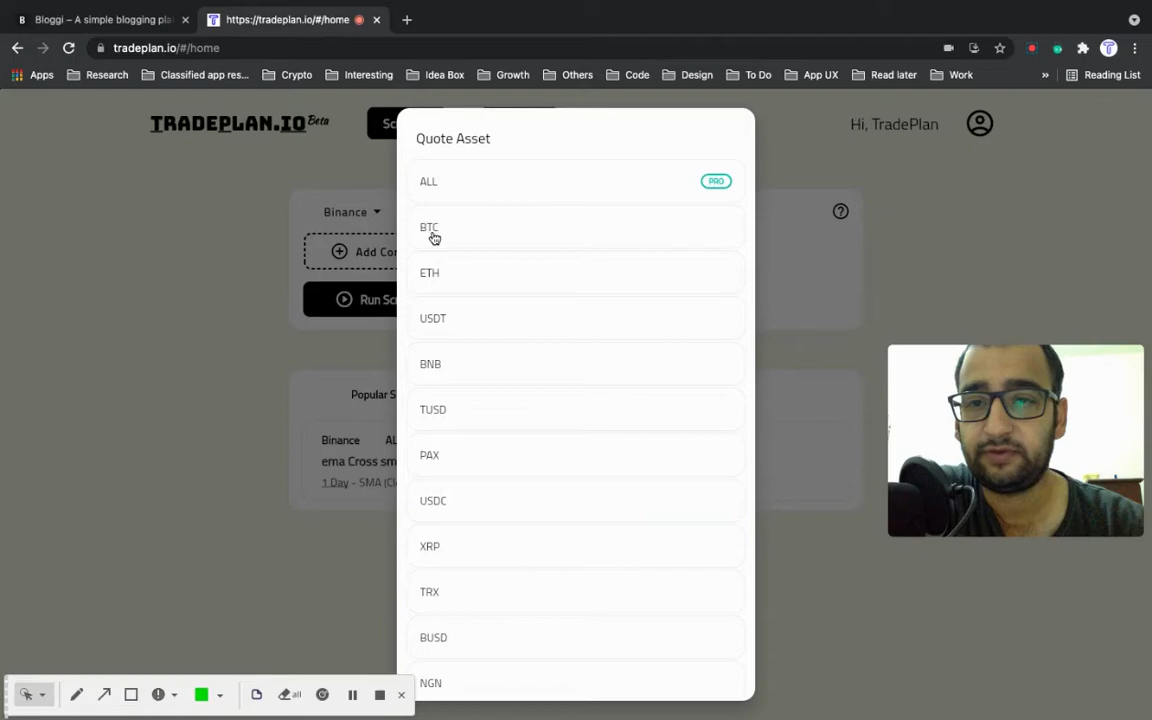 Bloggi – A simple blogging pla
https://tradeplan.io/#/home
tradeplan.io/#/home
Apps
Research
Classified app res...
Crypto
Interesting
Idea Box
Growth
Others
Code
Design
To Do
App UX
Read later
Work
»
Reading List
TRADEPLAN.IO Beta
Sc
Hi, TradePlan
Quote Asset
ALL
PRO
BTC
ETH
USDT
BNB
TUSD
PAX
USDC
XRP
TRX
BUSD
NGN
Binance
Add Co
Run Sc
Popular S
Binance AL
ema Cross sm
1 Day - SMA (Cl
all